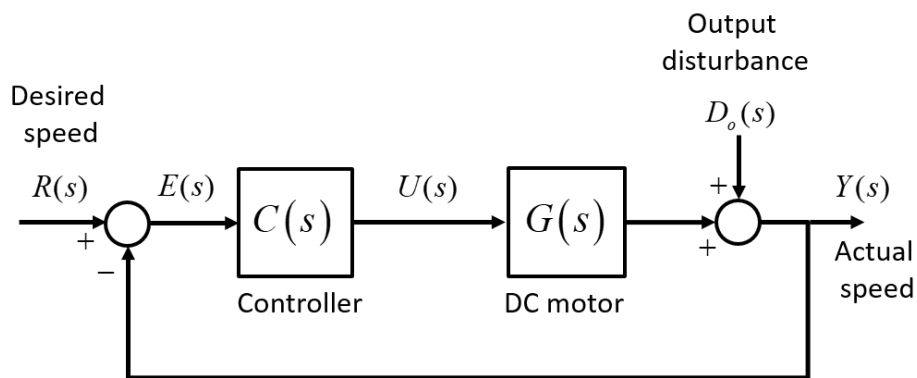 Output
disturbance
Desired
speed
D_o(s)
R(s)
E(s)
U(s)
Y(s)
+
+
C(s)
G(s)
+
−
+
Controller
DC motor
Actual
speed